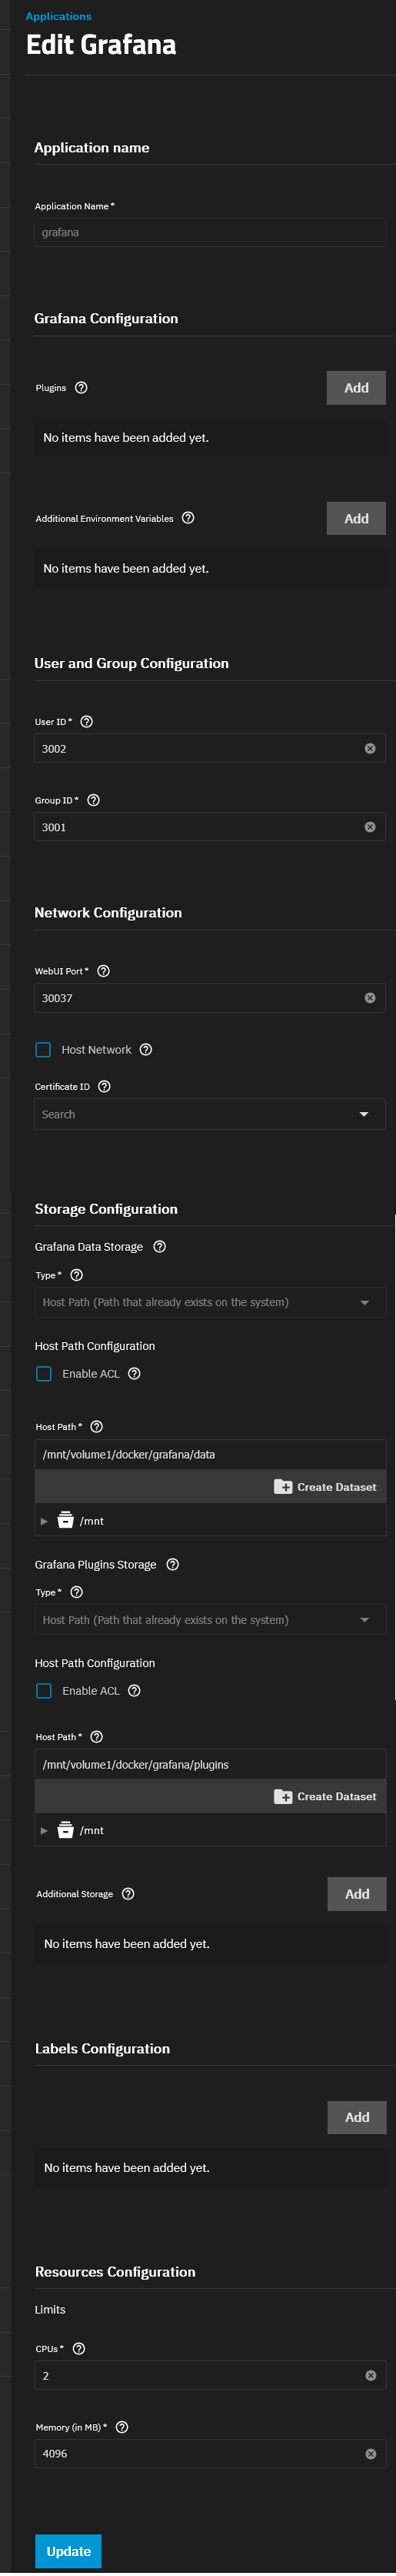 Applications
Edit Grafana
Application name
Application Name *
grafana
Grafana Configuration
Plugins
Add
No items have been added yet.
Additional Environment Variables
Add
No items have been added yet.
User and Group Configuration
User ID *
3002
Group ID *
3001
Network Configuration
WebUI Port *
30037
Host Network
Certificate ID
Search
Storage Configuration
Grafana Data Storage
Type *
Host Path (Path that already exists on the system)
Host Path Configuration
Enable ACL
Host Path *
/mnt/volume1/docker/grafana/data
Create Dataset
/mnt
Grafana Plugins Storage
Type *
Host Path (Path that already exists on the system)
Host Path Configuration
Enable ACL
Host Path *
/mnt/volume1/docker/grafana/plugins
Create Dataset
/mnt
Additional Storage
Add
No items have been added yet.
Labels Configuration
Add
No items have been added yet.
Resources Configuration
Limits
CPUs *
2
Memory (in MB) *
4096
Update